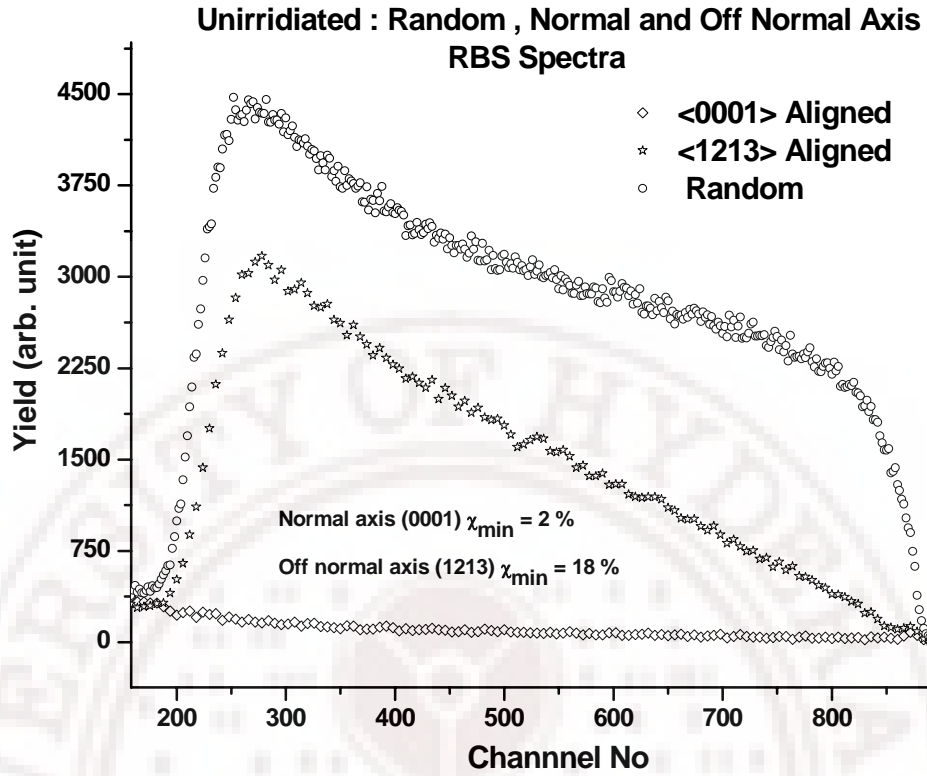 Unirridiated : Random , Normal and Off Normal Axis
RBS Spectra
4500
3750
3000
2250
1500
750
0
Yield (arb. unit)
<0001> Aligned
<1213> Aligned
Random
Normal axis (0001) χmin = 2 %
Off normal axis (1213) χmin = 18 %
200 300 400 500 600 700 800
Channnel No